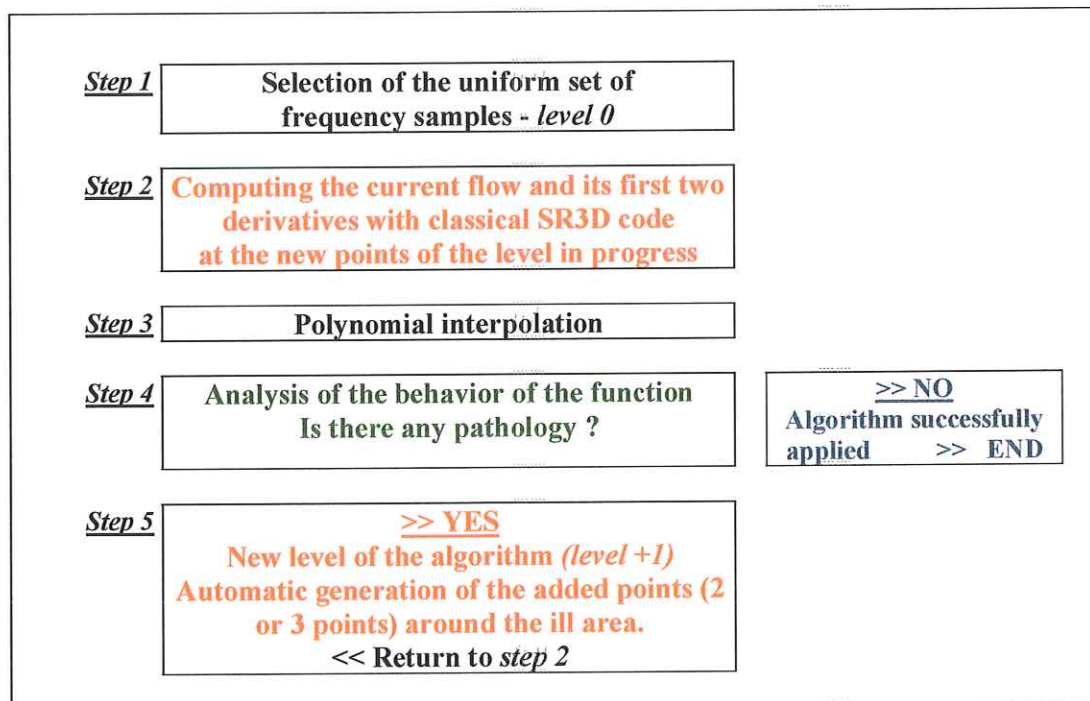 Step 1
Selection of the uniform set of
frequency samples - level 0
Step 2
Computing the current flow and its first two
derivatives with classical SR3D code
at the new points of the level in progress
Step 3
Polynomial interpolation
Step 4
Analysis of the behavior of the function
Is there any pathology ?
>> NO
Algorithm successfully
applied >> END
Step 5
>> YES
New level of the algorithm (level +1)
Automatic generation of the added points (2
or 3 points) around the ill area.
<< Return to step 2